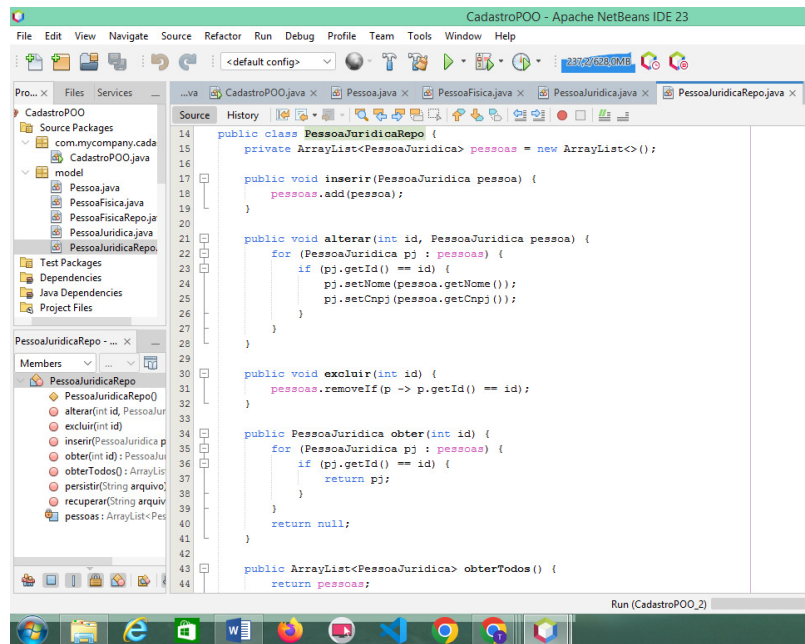 CadastroPOO - Apache NetBeans IDE 23
File Edit View Navigate Source Refactor Run Debug Profile Team Tools Window Help
<default config>
237,2/628,0MB
Pro... × Files Services
...va CadastroPOO.java × Pessoa.java × PessoaFisica.java × PessoaJuridica.java × PessoaJuridicaRepo.java ×
Source History
CadastroPOO
Source Packages
com.mycompany.cada
CadastroPOO.java
model
Pessoa.java
PessoaFisica.java
PessoaFisicaRepo.ja
PessoaJuridica.java
PessoaJuridicaRepo.
Test Packages
Dependencies
Java Dependencies
Project Files
PessoaJuridicaRepo - ... ×
Members ...
PessoaJuridicaRepo
PessoaJuridicaRepo()
alterar(int id, PessoaJur
excluir(int id)
inserir(PessoaJuridica p
obter(int id) : PessoaJu
obterTodos() : ArrayLis
persistir(String arquivo)
recuperar(String arquiv
pessoas : ArrayList<Pes
14 public class PessoaJuridicaRepo {
15 private ArrayList<PessoaJuridica> pessoas = new ArrayList<>();
16
17 public void inserir(PessoaJuridica pessoa) {
18 pessoas.add(pessoa);
19 }
20
21 public void alterar(int id, PessoaJuridica pessoa) {
22 for (PessoaJuridica pj : pessoas) {
23 if (pj.getId() == id) {
24 pj.setNome(pessoa.getNome());
25 pj.setCnpj(pessoa.getCnpj());
26 }
27 }
28 }
29
30 public void excluir(int id) {
31 pessoas.removeIf(p -> p.getId() == id);
32 }
33
34 public PessoaJuridica obter(int id) {
35 for (PessoaJuridica pj : pessoas) {
36 if (pj.getId() == id) {
37 return pj;
38 }
39 }
40 return null;
41 }
42
43 public ArrayList<PessoaJuridica> obterTodos() {
44 return pessoas;
Run (CadastroPOO_2)